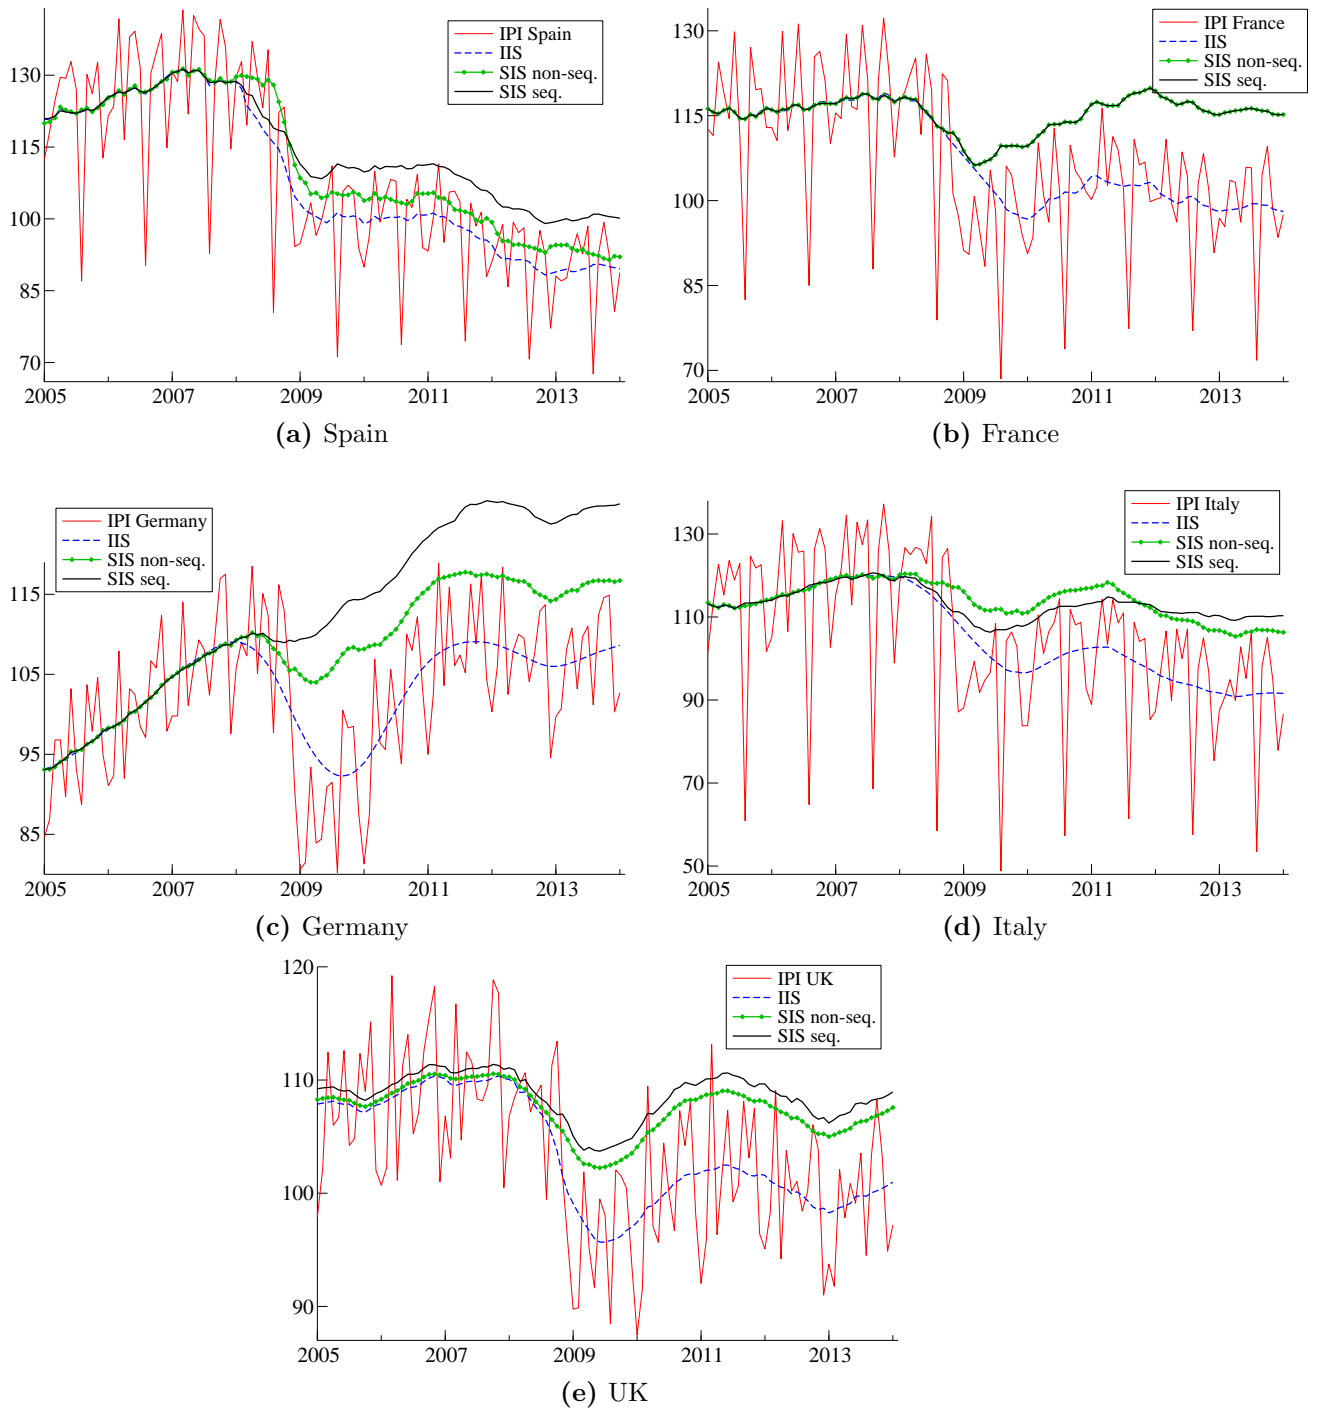 IPI Spain
IIS
SIS non-seq.
SIS seq.
130
115
100
85
70
2005 2007 2009 2011 2013
(a) Spain
IPI France
IIS
SIS non-seq.
SIS seq.
130
115
100
85
70
2005 2007 2009 2011 2013
(b) France
IPI Germany
IIS
SIS non-seq.
SIS seq.
115
105
95
85
2005 2007 2009 2011 2013
(c) Germany
IPI Italy
IIS
SIS non-seq.
SIS seq.
130
110
90
70
50
2005 2007 2009 2011 2013
(d) Italy
IPI UK
IIS
SIS non-seq.
SIS seq.
120
110
100
90
2005 2007 2009 2011 2013
(e) UK